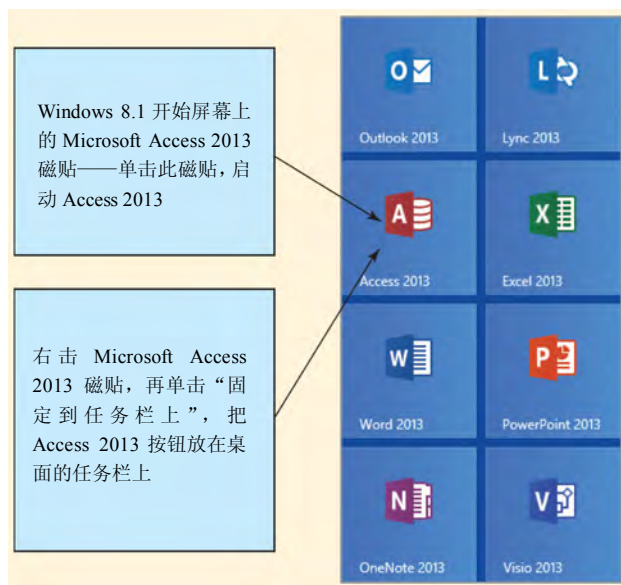 Windows 8.1 开始屏幕上
的 Microsoft Access 2013
磁贴——单击此磁贴，启
动 Access 2013
右击 Microsoft Access
2013 磁贴，再单击“固
定到任务栏上”，把
Access 2013 按钮放在桌
面的任务栏上
Outlook 2013
Lync 2013
Access 2013
Excel 2013
Word 2013
PowerPoint 2013
OneNote 2013
Visio 2013